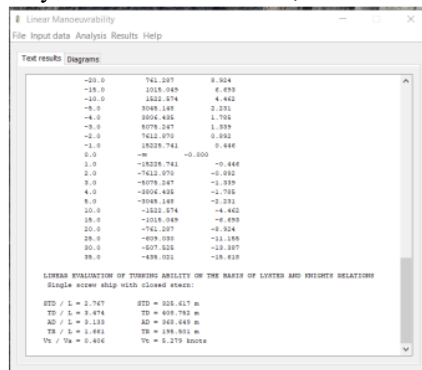 Linear Manoeuvrability
File Input data Analysis Results Help
Text results Diagrams
-20.0 761.287 8.924
-15.0 1015.049 6.693
-10.0 1522.574 4.462
-5.0 3045.148 2.231
-4.0 3806.435 1.785
-3.0 5075.247 1.339
-2.0 7612.870 0.892
-1.0 15225.741 0.446
0.0 -0.000
1.0 -15225.741 -0.446
2.0 -7612.870 -0.892
3.0 -5075.247 -1.339
4.0 -3806.435 -1.785
5.0 -3045.148 -2.231
10.0 -1522.574 -4.462
15.0 -1015.049 -6.693
20.0 -761.287 -8.924
25.0 -609.030 -11.155
30.0 -507.525 -13.387
35.0 -435.021 -15.618
LINEAR EVALUATION OF TURNING ABILITY ON THE BASIS OF LYSTER AND KNIGHTS RELATIONS
Single screw ship with closed stern:
STD / L = 2.767 STD = 325.617 m
TD / L = 3.474 TD = m
AD / L = 3.133 AD = m
TR / L = 1.661 TR = 195.501 m
Vt / Va = 0.406 Vt = 5.279 knots